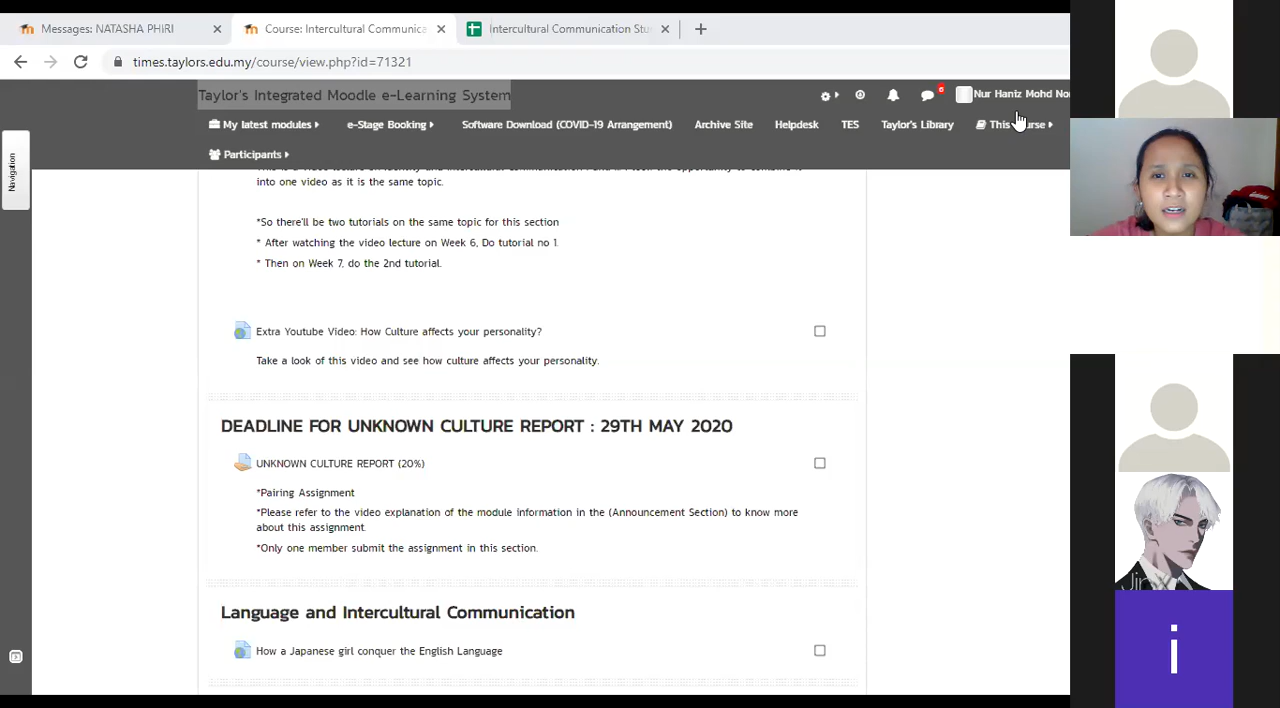 Messages: NATASHA PHIRI
Course: Intercultural Communica
Intercultural Communication Stu
times.taylors.edu.my/course/view.php?id=71321
Taylor's Integrated Moodle e-Learning System
6
Nur Haniz Mohd Nor
My latest modules
e-Stage Booking
Software Download (COVID-19 Arrangement)
Archive Site
Helpdesk
TES
Taylor's Library
This course
Participants
Navigation
into one video as it is the same topic.
*So there'll be two tutorials on the same topic for this section
* After watching the video lecture on Week 6, Do tutorial no 1.
* Then on Week 7, do the 2nd tutorial.
Extra Youtube Video: How Culture affects your personality?
Take a look of this video and see how culture affects your personality.
DEADLINE FOR UNKNOWN CULTURE REPORT : 29TH MAY 2020
UNKNOWN CULTURE REPORT (20%)
*Pairing Assignment
*Please refer to the video explanation of the module information in the (Announcement Section) to know more
about this assignment.
*Only one member submit the assignment in this section.
Language and Intercultural Communication
How a Japanese girl conquer the English Language
i